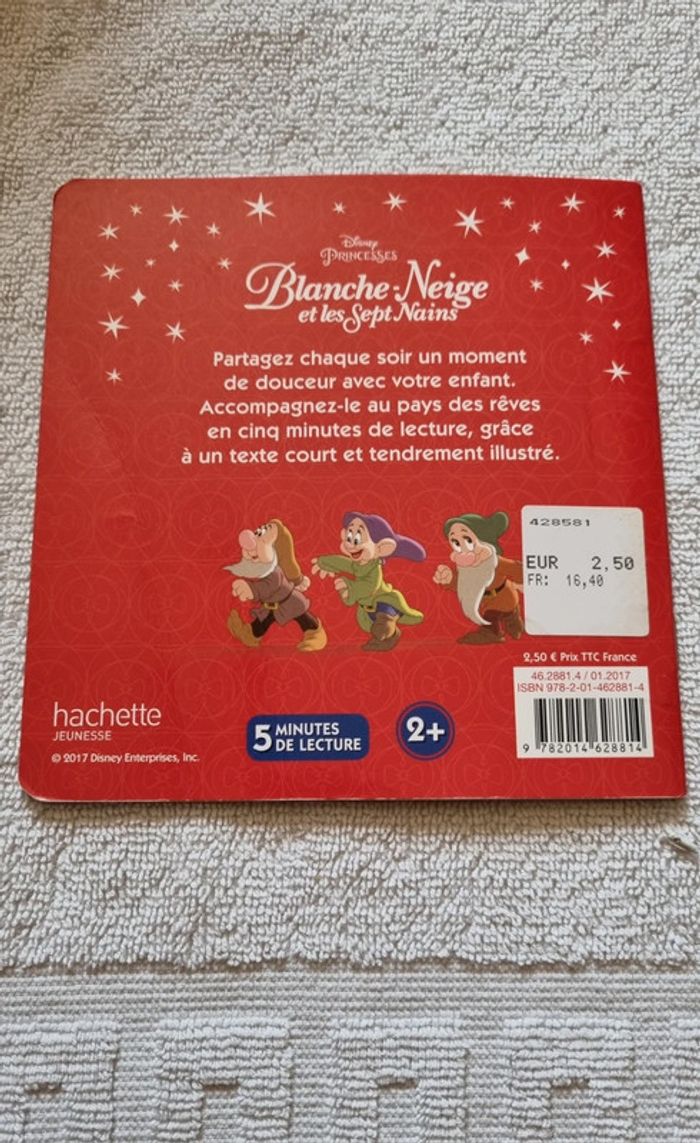 Disney
PRINCESSES
Blanche-Neige
et les Sept Nains
Partagez chaque soir un moment
de douceur avec votre enfant.
Accompagnez-le au pays des rêves
en cinq minutes de lecture, grâce
à un texte court et tendrement illustré.
428581
EUR 2,50
FR: 16,40
2,50 € Prix TTC France
46.2881.4 / 01.2017
ISBN 978-2-01-462881-4
9 782014 628814
hachette
JEUNESSE
© 2017 Disney Enterprises, Inc.
5 MINUTES
DE LECTURE
2+